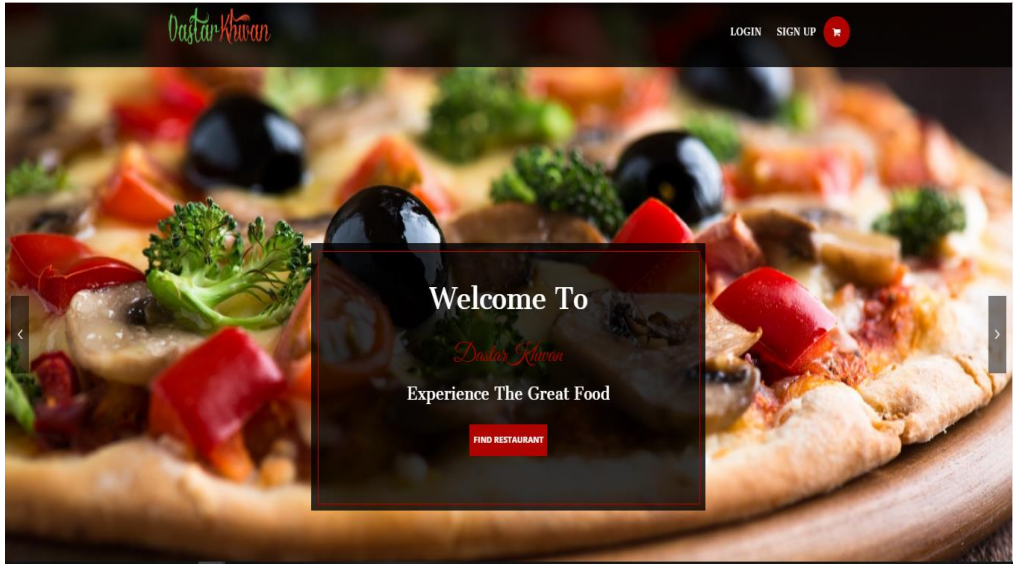 Dastar Khwan
LOGIN SIGN UP
Welcome To
Dastar Khwan
Experience The Great Food
FIND RESTAURANT